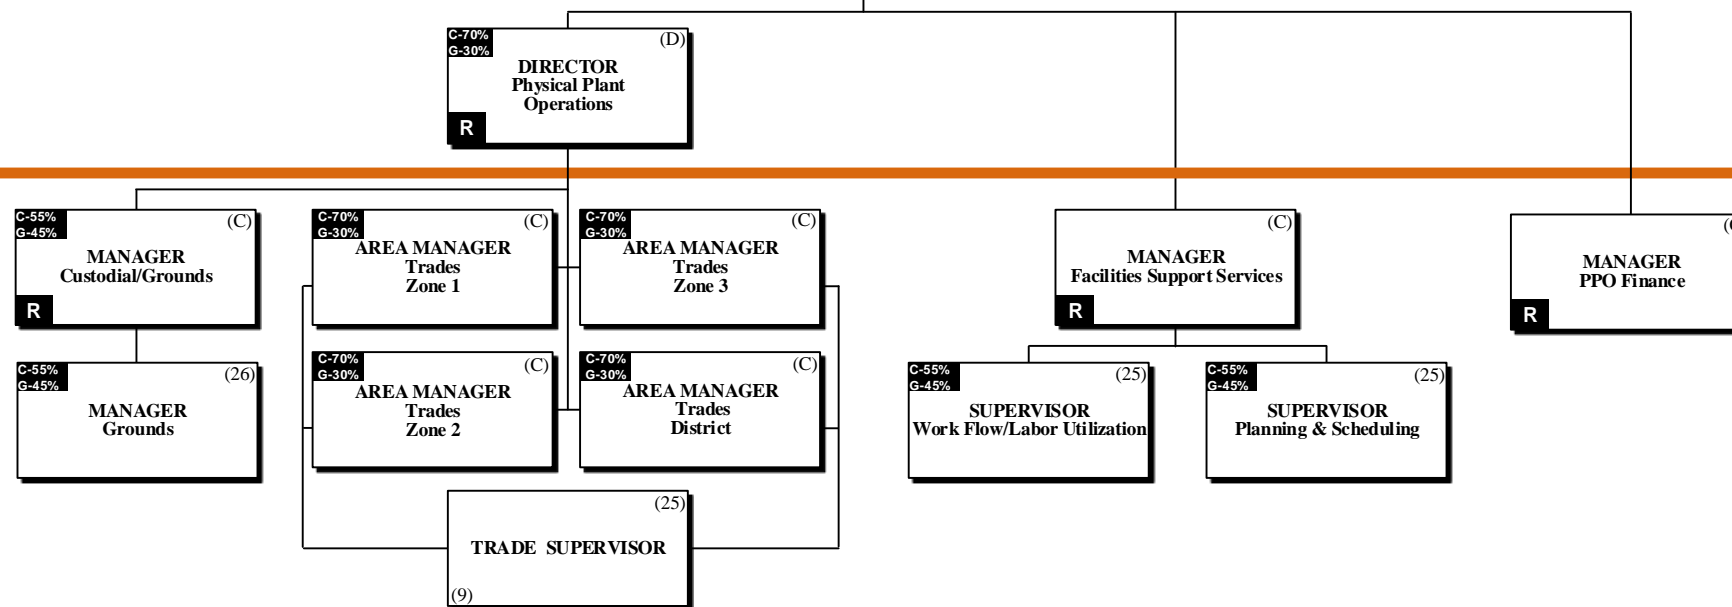 C-70%
G-30%
(D)
DIRECTOR
Physical Plant
Operations
R
C-55%
G-45%
(C)
MANAGER
Custodial/Grounds
R
C-70%
G-30%
(C)
AREA MANAGER
Trades
Zone 1
C-70%
G-30%
(C)
AREA MANAGER
Trades
Zone 3
(C)
MANAGER
Facilities Support Services
R
MANAGER
PPO Finance
R
C-55%
G-45%
(26)
MANAGER
Grounds
C-70%
G-30%
(C)
AREA MANAGER
Trades
Zone 2
C-70%
G-30%
(C)
AREA MANAGER
Trades
District
C-55%
G-45%
(25)
SUPERVISOR
Work Flow/Labor Utilization
C-55%
G-45%
(25)
SUPERVISOR
Planning & Scheduling
(25)
TRADE SUPERVISOR
(9)